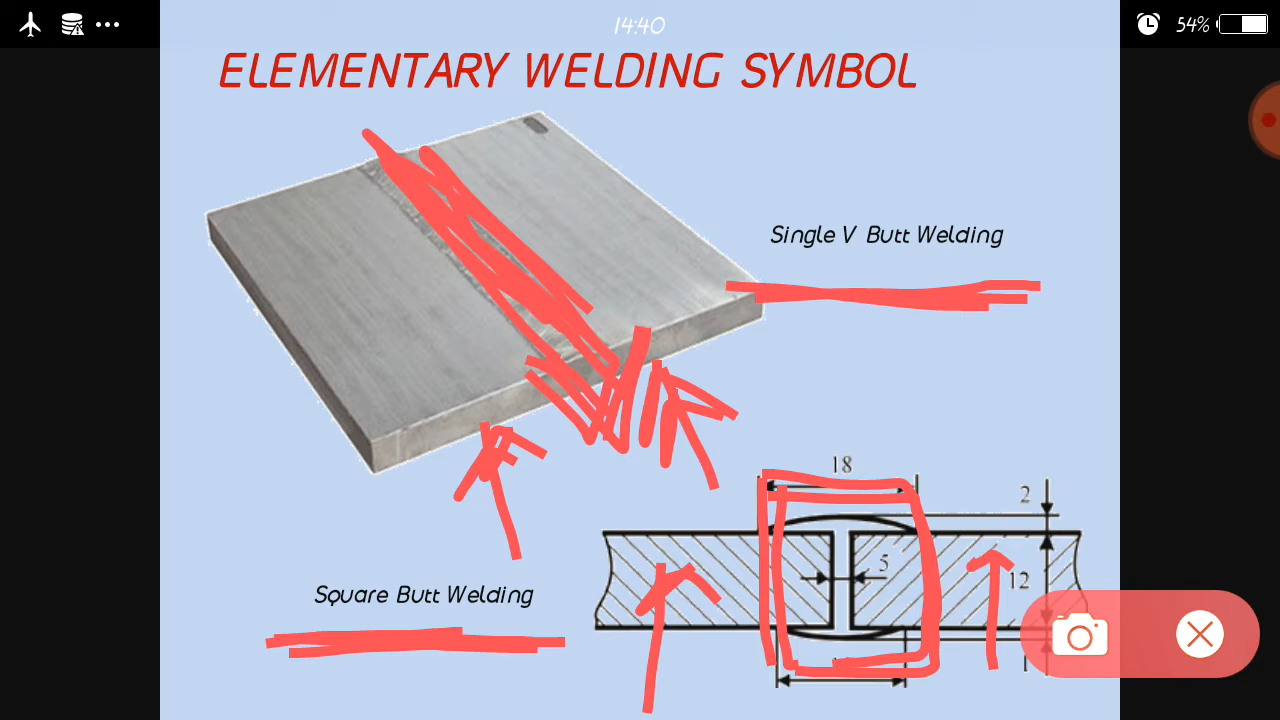 14:40
54%
ELEMENTARY WELDING SYMBOL
Single V Butt Welding
18
2
5
12
Square Butt Welding
1